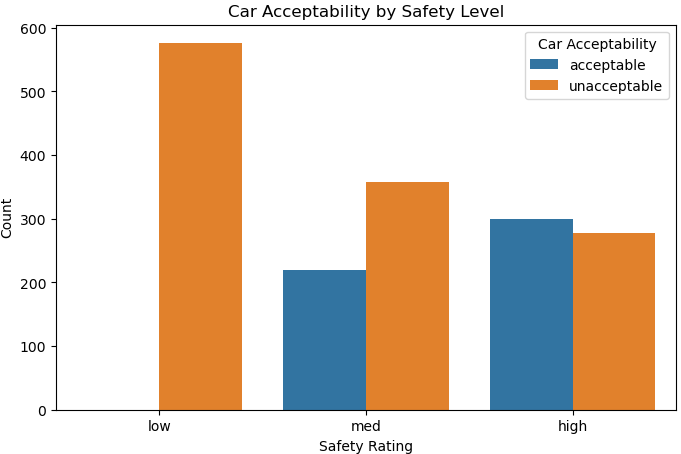 Car Acceptability by Safety Level
Car Acceptability
acceptable
unacceptable
Count
600
500
400
300
200
100
0
low med high
Safety Rating